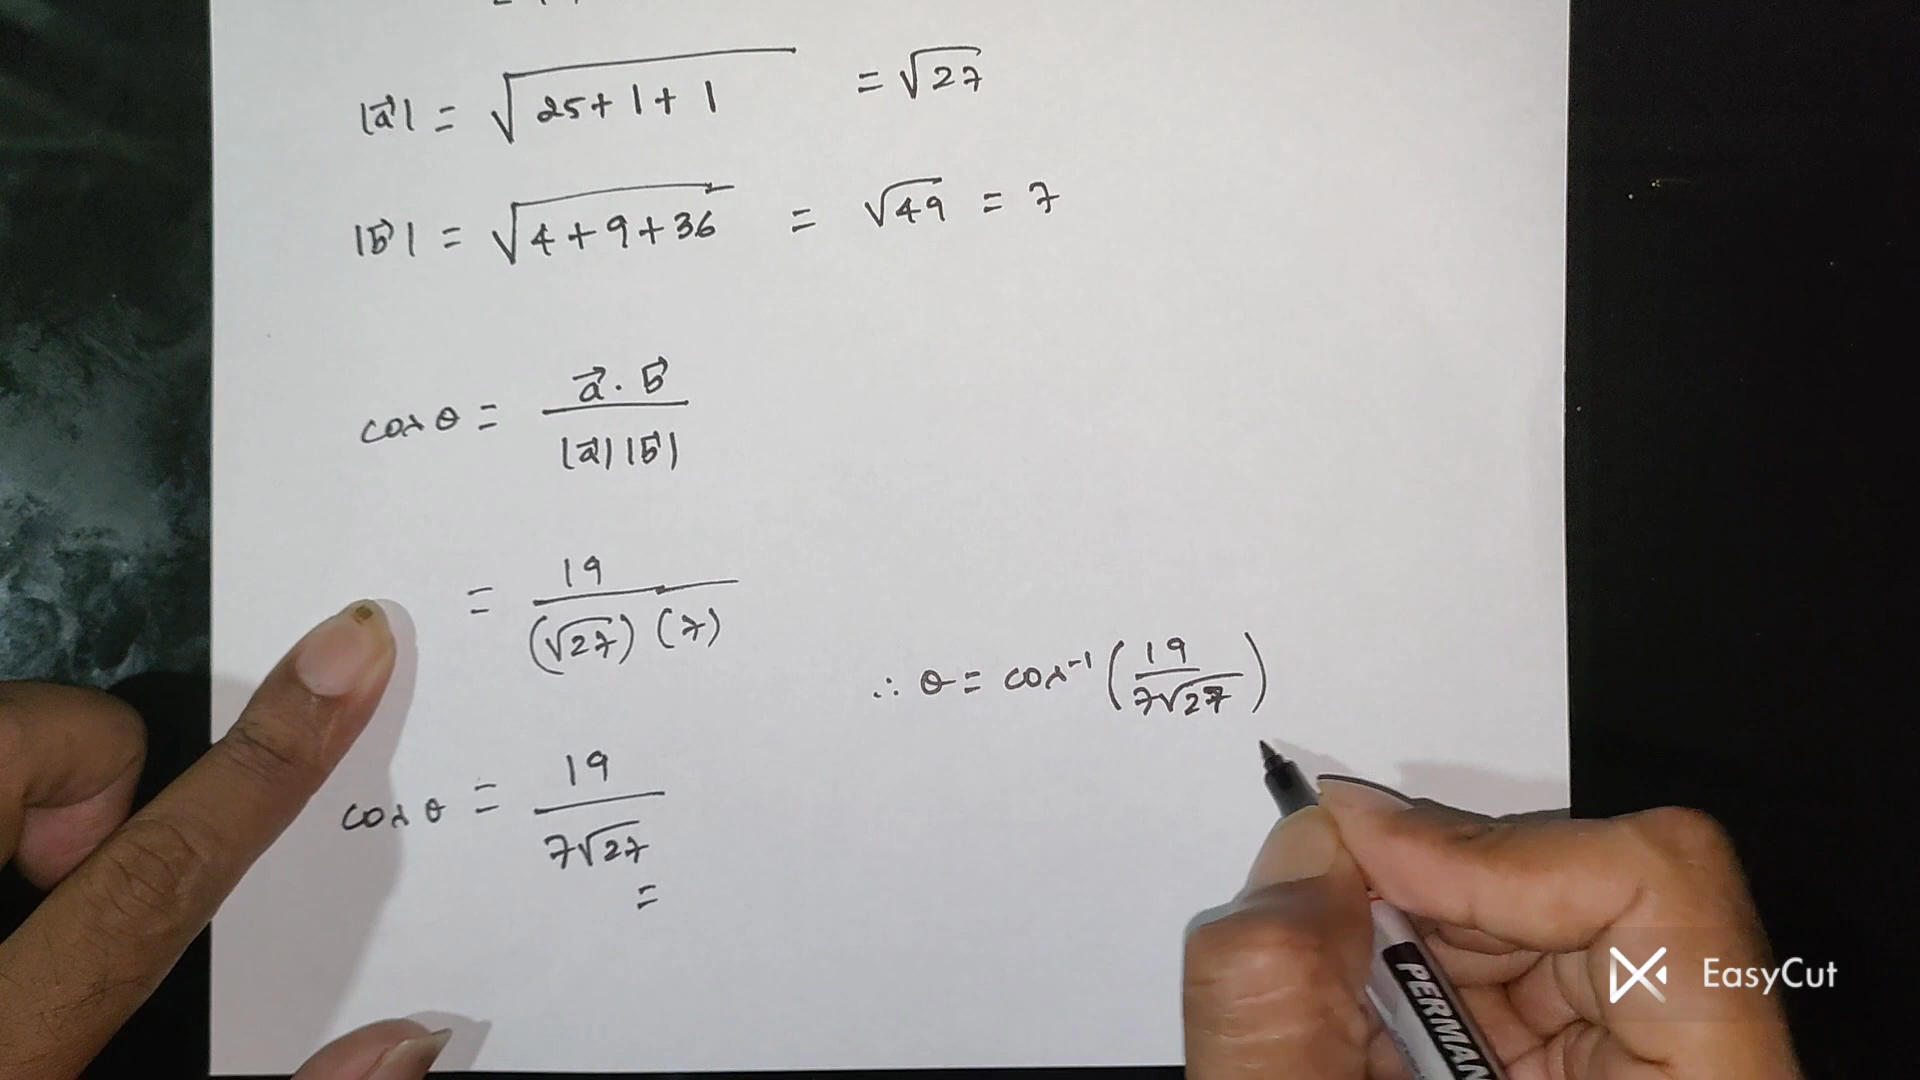 |a⃗| = √25+1+1 = √27
|b⃗| = √4+9+36 = √49 = 7
cos θ = a⃗ . b⃗ / |a⃗| |b⃗|
= 19 / (√27) (7)
∴ θ = cos⁻¹ (19 / 7√27)
cos θ = 19 / 7√27
=
PERMAN
EasyCut